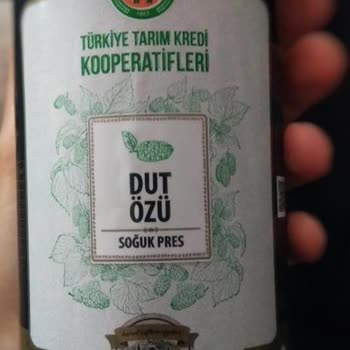 TÜRKİYE TARIM KREDİ
KOOPERATİFLERİ
DUT
ÖZÜ
SOĞUK PRES